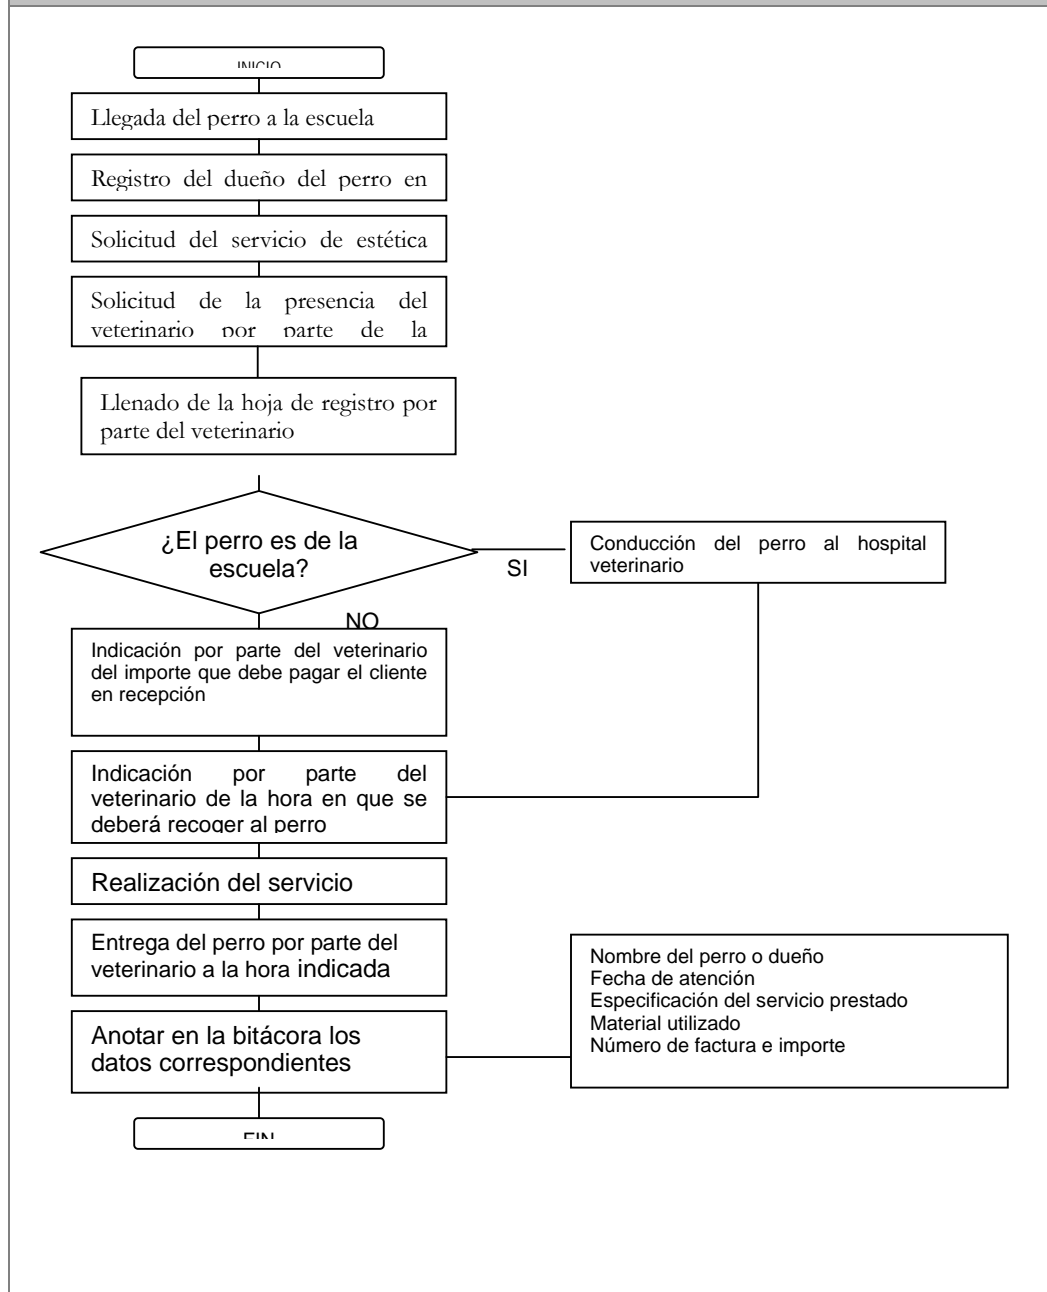 INICIO
Llegada del perro a la escuela
Registro del dueño del perro en
Solicitud del servicio de estética
Solicitud de la presencia del
veterinario por parte de la
Llenado de la hoja de registro por
parte del veterinario
¿El perro es de la
escuela?
SI
Conducción del perro al hospital
veterinario
NO
Indicación por parte del veterinario
del importe que debe pagar el cliente
en recepción
Indicación por parte del
veterinario de la hora en que se
deberá recoger al perro
Realización del servicio
Entrega del perro por parte del
veterinario a la hora indicada
Nombre del perro o dueño
Fecha de atención
Especificación del servicio prestado
Material utilizado
Número de factura e importe
Anotar en la bitácora los
datos correspondientes
FIN